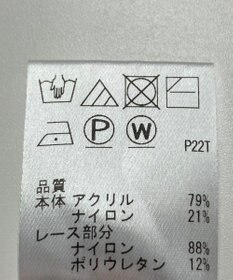 P W P22T
品質
本体 アクリル 79%
ナイロン 21%
レース部分
ナイロン 88%
ポリウレタン 12%